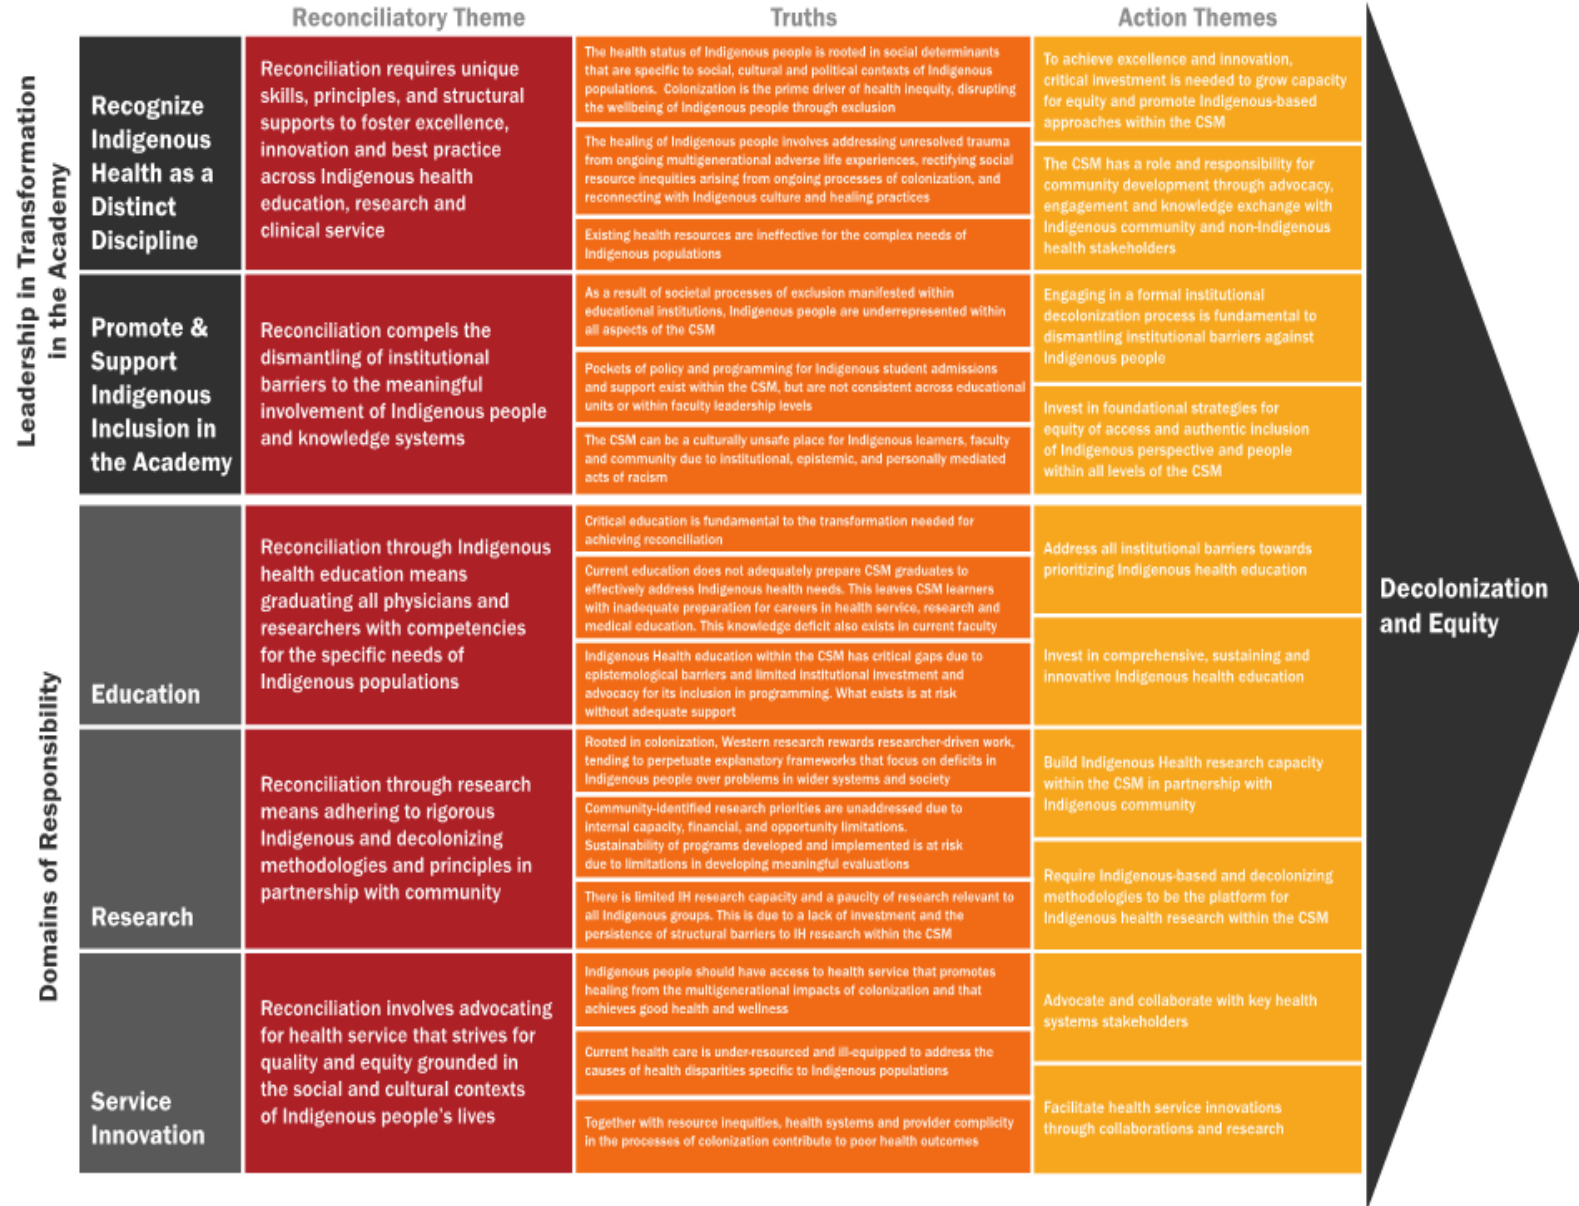 Reconciliatory Theme
Truths
Action Themes
Leadership in Transformation
in the Academy
Recognize
Indigenous
Health as a
Distinct
Discipline
Reconciliation requires unique
skills, principles, and structural
supports to foster excellence,
innovation and best practice
across Indigenous health
education, research and
clinical service
The health status of Indigenous people is rooted in social determinants
that are specific to social, cultural and political contexts of Indigenous
populations. Colonization is the prime driver of health inequity, disrupting
the wellbeing of Indigenous people through exclusion
The healing of Indigenous people involves addressing unresolved trauma
from ongoing multigenerational adverse life experiences, rectifying social
resource inequities arising from ongoing processes of colonization, and
reconnecting with Indigenous culture and healing practices
Existing health resources are ineffective for the complex needs of
Indigenous populations
To achieve excellence and innovation,
critical investment is needed to grow capacity
for equity and promote Indigenous-based
approaches within the CSM
The CSM has a role and responsibility for
community development through advocacy,
engagement and knowledge exchange with
Indigenous community and non-Indigenous
health stakeholders
Promote &
Support
Indigenous
Inclusion in
the Academy
Reconciliation compels the
dismantling of institutional
barriers to the meaningful
involvement of Indigenous people
and knowledge systems
As a result of societal processes of exclusion manifested within
educational institutions, Indigenous people are underrepresented within
all aspects of the CSM
Pockets of policy and programming for Indigenous student admissions
and support exist within the CSM, but are not consistent across educational
units or within faculty leadership levels
The CSM can be a culturally unsafe place for Indigenous learners, faculty
and community due to institutional, epistemic, and personally mediated
acts of racism
Engaging in a formal institutional
decolonization process is fundamental to
dismantling institutional barriers against
Indigenous people
Invest in foundational strategies for
equity of access and authentic inclusion
of Indigenous perspective and people
within all levels of the CSM
Domains of Responsibility
Education
Reconciliation through Indigenous
health education means
graduating all physicians and
researchers with competencies
for the specific needs of
Indigenous populations
Critical education is fundamental to the transformation needed for
achieving reconciliation
Current education does not adequately prepare CSM graduates to
effectively address Indigenous health needs. This leaves CSM learners
with inadequate preparation for careers in health service, research and
medical education. This knowledge deficit also exists in current faculty
Indigenous Health education within the CSM has critical gaps due to
epistemological barriers and limited institutional investment and
advocacy for its inclusion in programming. What exists is at risk
without adequate support
Address all institutional barriers towards
prioritizing Indigenous health education
Invest in comprehensive, sustaining and
innovative Indigenous health education
Research
Reconciliation through research
means adhering to rigorous
Indigenous and decolonizing
methodologies and principles in
partnership with community
Rooted in colonization, Western research rewards researcher-driven work,
tending to perpetuate explanatory frameworks that focus on deficits in
Indigenous people over problems in wider systems and society
Community-identified research priorities are unaddressed due to
internal capacity, financial, and opportunity limitations.
Sustainability of programs developed and implemented is at risk
due to limitations in developing meaningful evaluations
There is limited IH research capacity and a paucity of research relevant to
all Indigenous groups. This is due to a lack of investment and the
persistence of structural barriers to IH research within the CSM
Build Indigenous Health research capacity
within the CSM in partnership with
Indigenous community
Require Indigenous-based and decolonizing
methodologies to be the platform for
Indigenous health research within the CSM
Service
Innovation
Reconciliation involves advocating
for health service that strives for
quality and equity grounded in
the social and cultural contexts
of Indigenous people's lives
Indigenous people should have access to health service that promotes
healing from the multigenerational impacts of colonization and that
achieves good health and wellness
Current health care is under-resourced and ill-equipped to address the
causes of health disparities specific to Indigenous populations
Together with resource inequities, health systems and provider complicity
in the processes of colonization contribute to poor health outcomes
Advocate and collaborate with key health
systems stakeholders
Facilitate health service innovations
through collaborations and research
Decolonization
and Equity